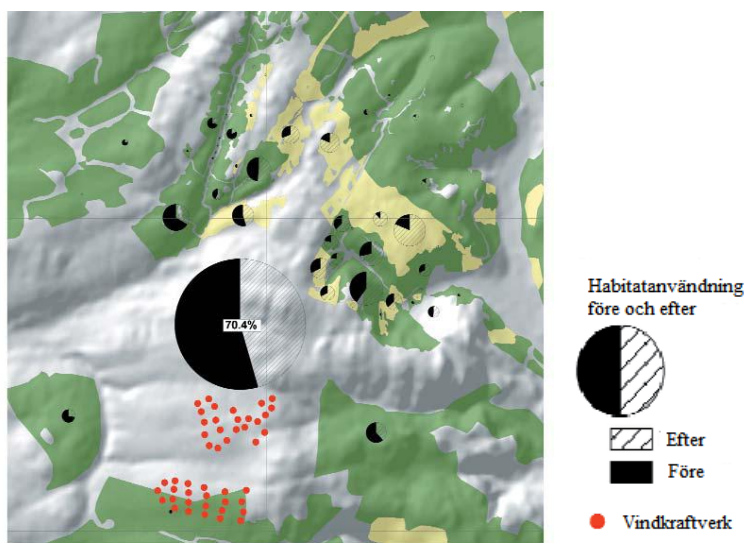 70.4%
Habitatanvändning
före och efter
Efter
Före
Vindkraftverk